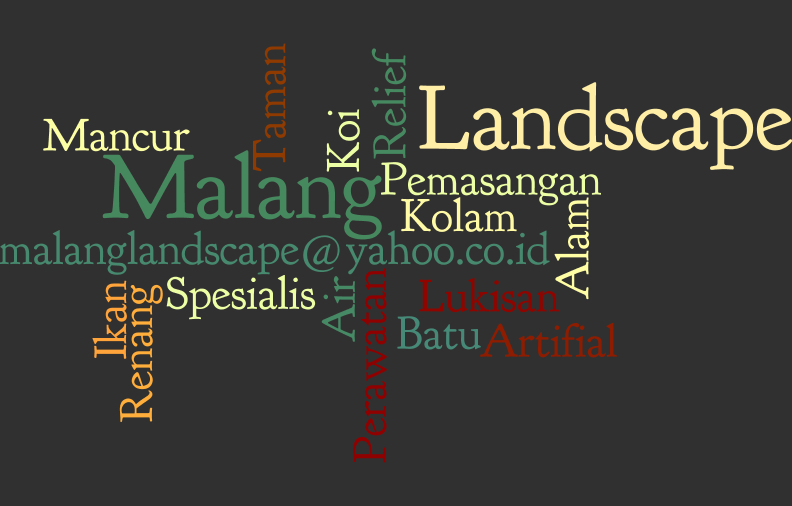 Taman
Relief
Koi
Landscape
Mancur
Malang
Pemasangan
Kolam
Alam
malanglandscape@yahoo.co.id
Ikan
Renang
Spesialis
Air
Perawatan
Lukisan
Batu
Artifial